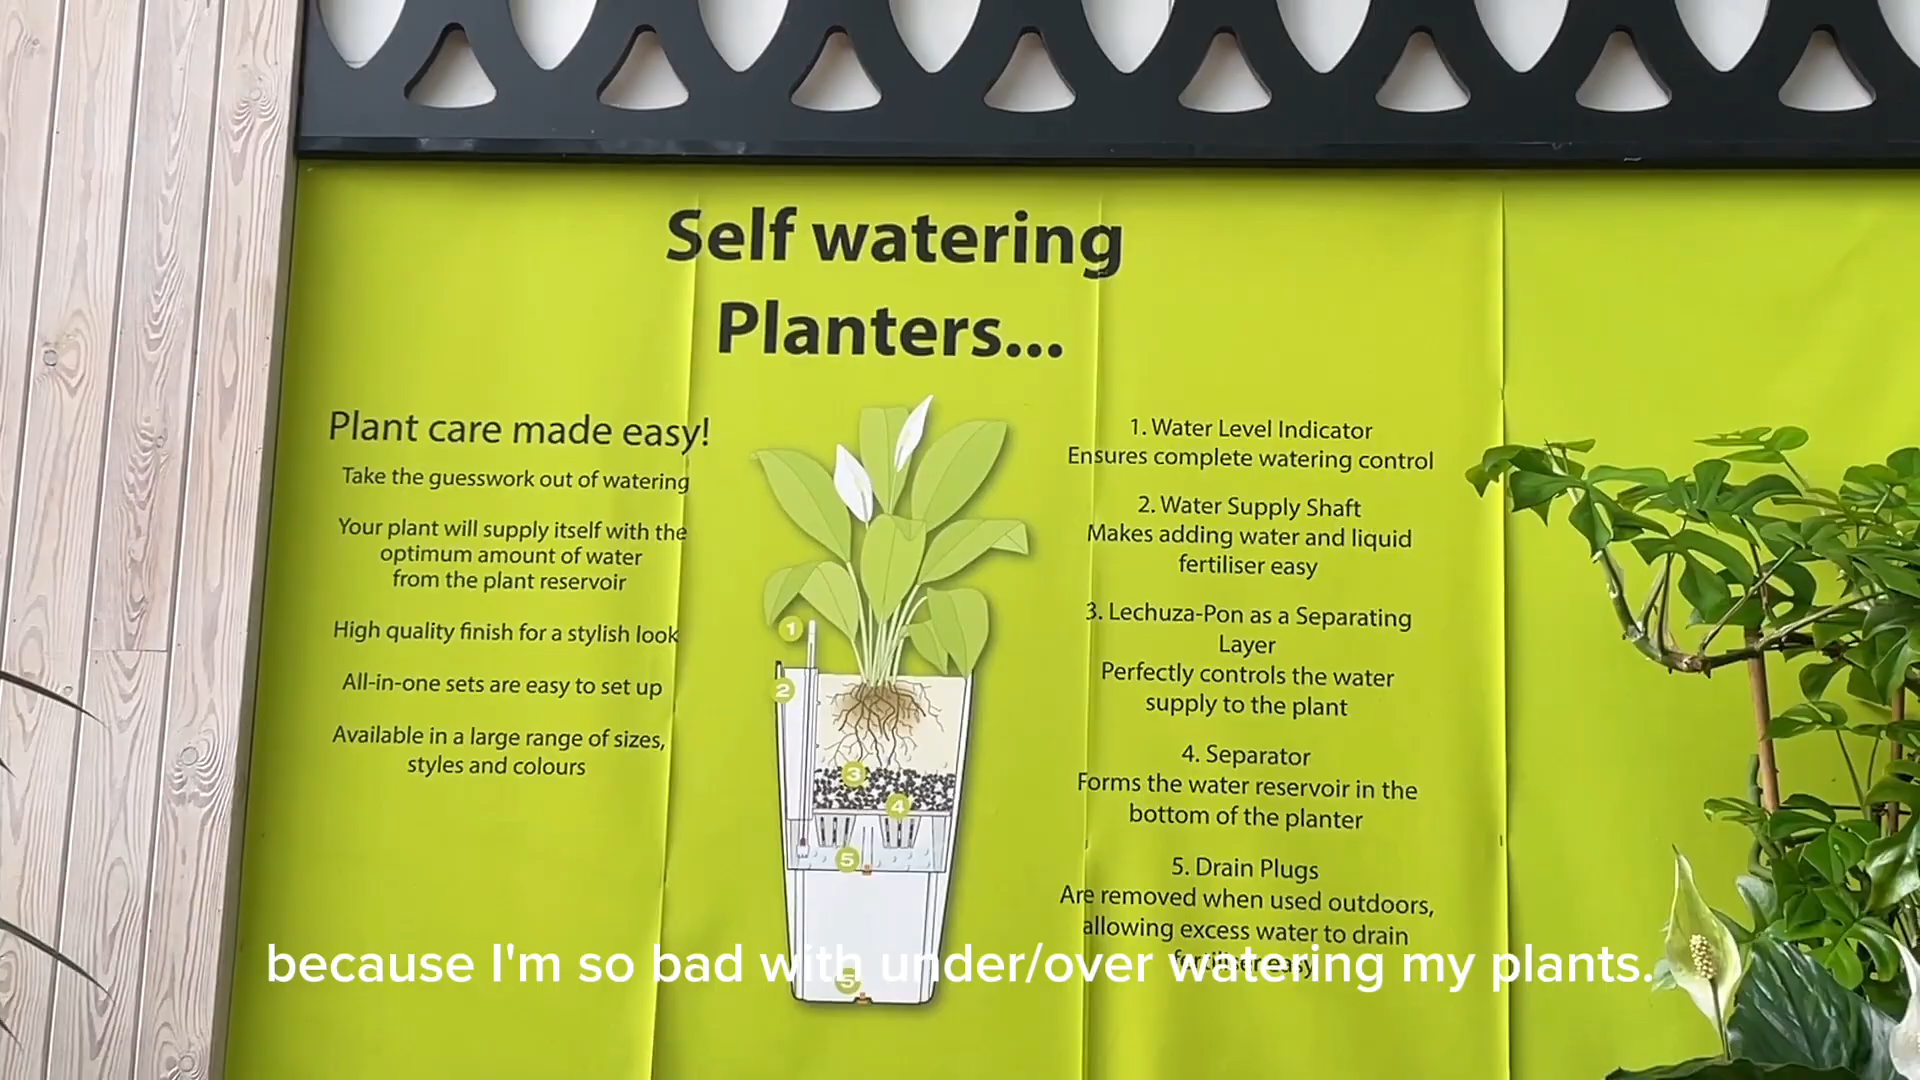 Self watering
Planters...
Plant care made easy!
Take the guesswork out of watering
Your plant will supply itself with the
optimum amount of water
from the plant reservoir
High quality finish for a stylish look
All-in-one sets are easy to set up
Available in a large range of sizes,
styles and colours
1
2
3
4
5
5
1. Water Level Indicator
Ensures complete watering control
2. Water Supply Shaft
Makes adding water and liquid
fertiliser easy
3. Lechuza-Pon as a Separating
Layer
Perfectly controls the water
supply to the plant
4. Separator
Forms the water reservoir in the
bottom of the planter
5. Drain Plugs
Are removed when used outdoors,
allowing excess water to drain
fertiliser easy
because I'm so bad with under/over watering my plants.